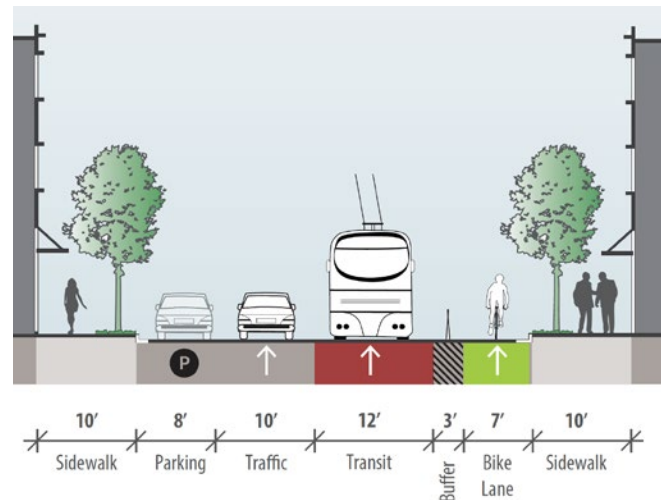 P
10’ 8’ 10’ 12’ 3’ 7’ 10’
Sidewalk Parking Traffic Transit Buffer Bike Lane Sidewalk